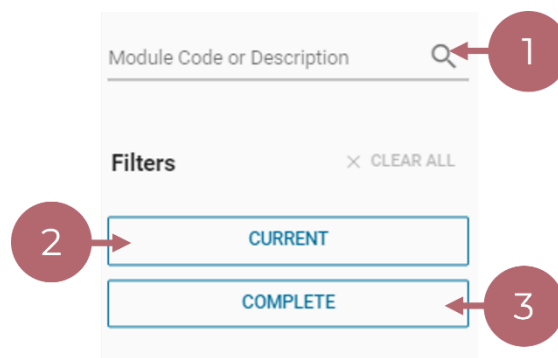 Module Code or Description
1
Filters
× CLEAR ALL
2
CURRENT
COMPLETE
3